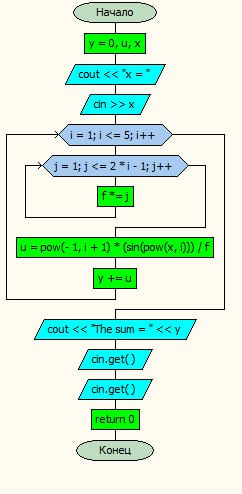 Начало
y = 0, u, x
cout << "x = "
cin >> x
i = 1; i <= 5; i++
j = 1; j <= 2 * i - 1; j++
f *= j
u = pow(- 1, i + 1) * (sin(pow(x, i))) / f
y += u
cout << "The sum = " << y
cin.get( )
cin.get( )
return 0
Конец